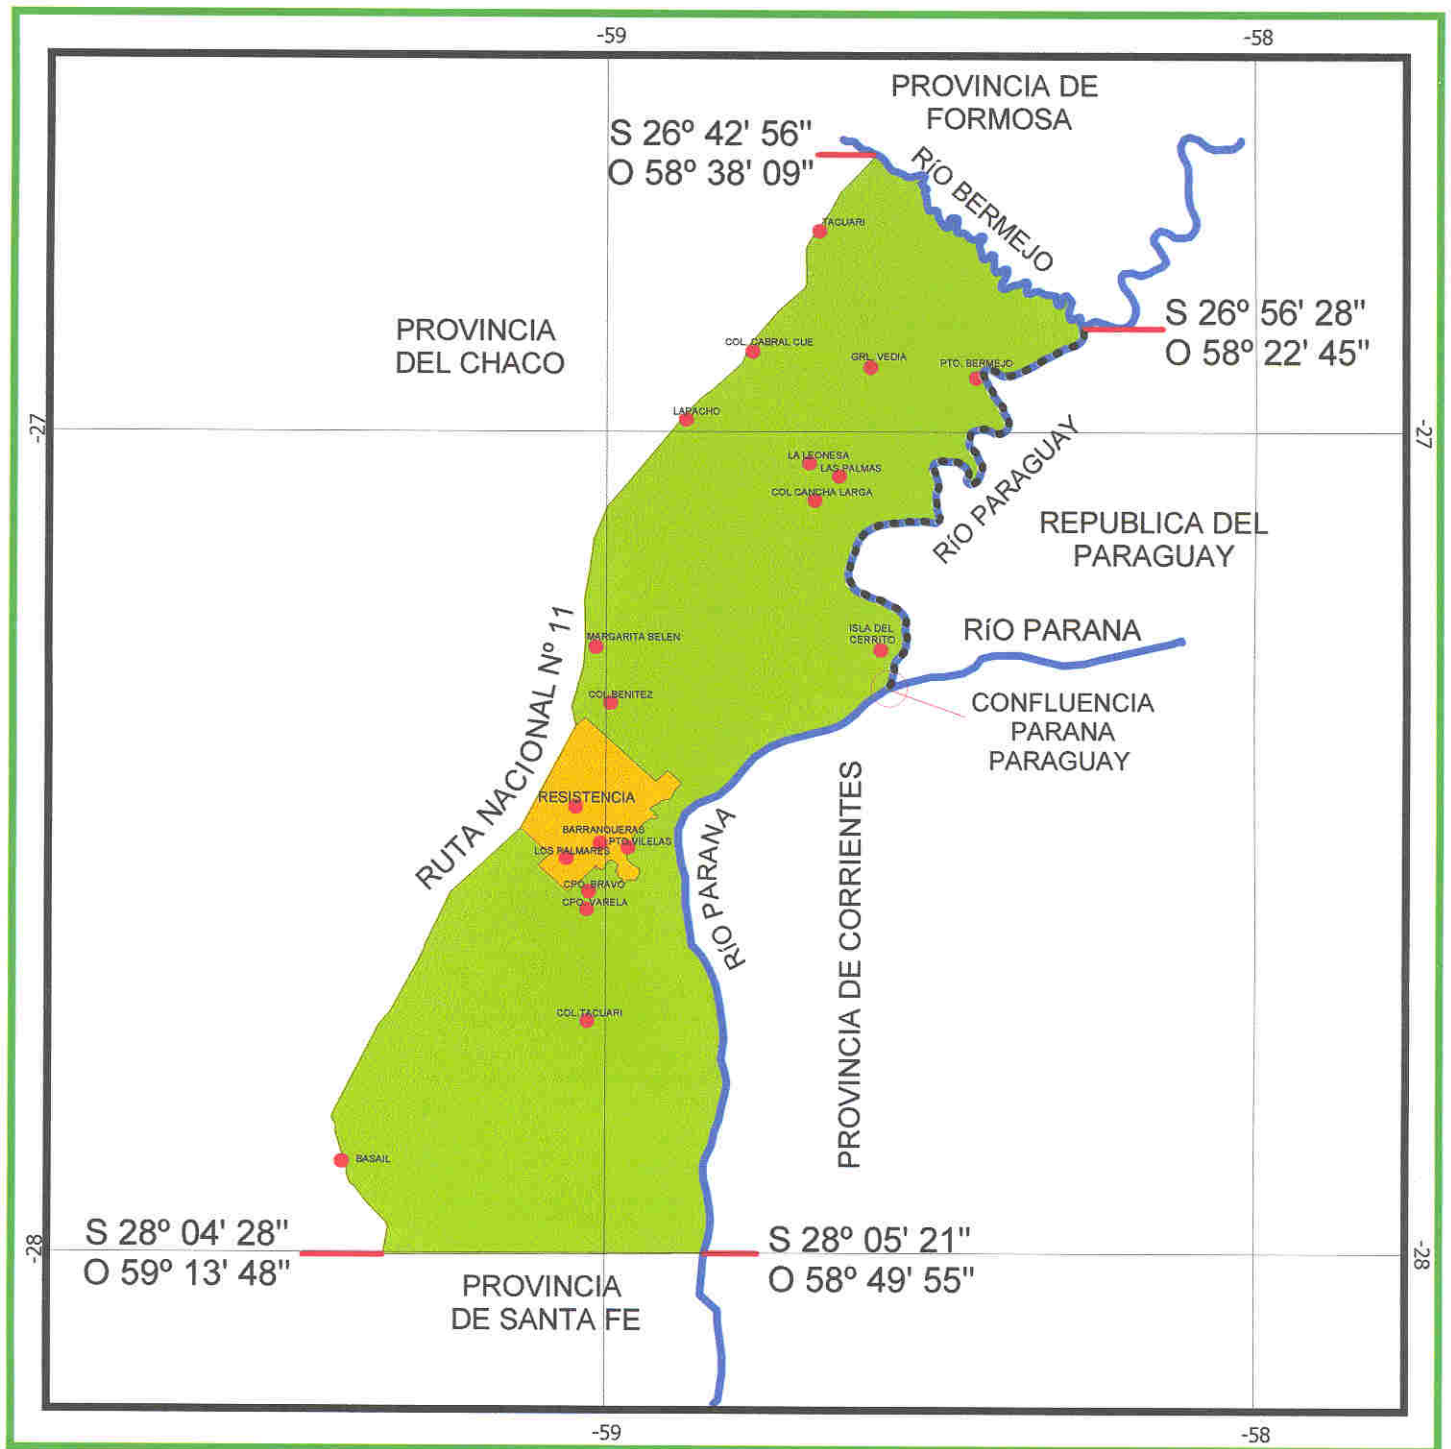 -59
-58
PROVINCIA DE
FORMOSA
S 26º 42' 56"
O 58º 38' 09"
RÍO BERMEJO
TACUARI
S 26º 56' 28"
O 58º 22' 45"
PROVINCIA
DEL CHACO
COL. CABRAL CUE
GRL. VEDIA
PTO. BERMEJO
LAPACHO
-27
-27
RÍO PARAGUAY
LA LEONESA
LAS PALMAS
COL CANCHA LARGA
REPUBLICA DEL
PARAGUAY
RUTA NACIONAL Nº 11
MARGARITA BELEN
ISLA DEL
CERRITO
RÍO PARANA
COL.BENITEZ
CONFLUENCIA
PARANA
PARAGUAY
RESISTENCIA
BARRANQUERAS
PTO.VILELAS
LOS PALMARES
CPO. BRAVO
CPO. VARELA
RÍO PARANA
PROVINCIA DE CORRIENTES
COL.TACUARI
BASAIL
S 28º 04' 28"
O 59º 13' 48"
S 28º 05' 21"
O 58º 49' 55"
-28
-28
PROVINCIA
DE SANTA FE
-59
-58